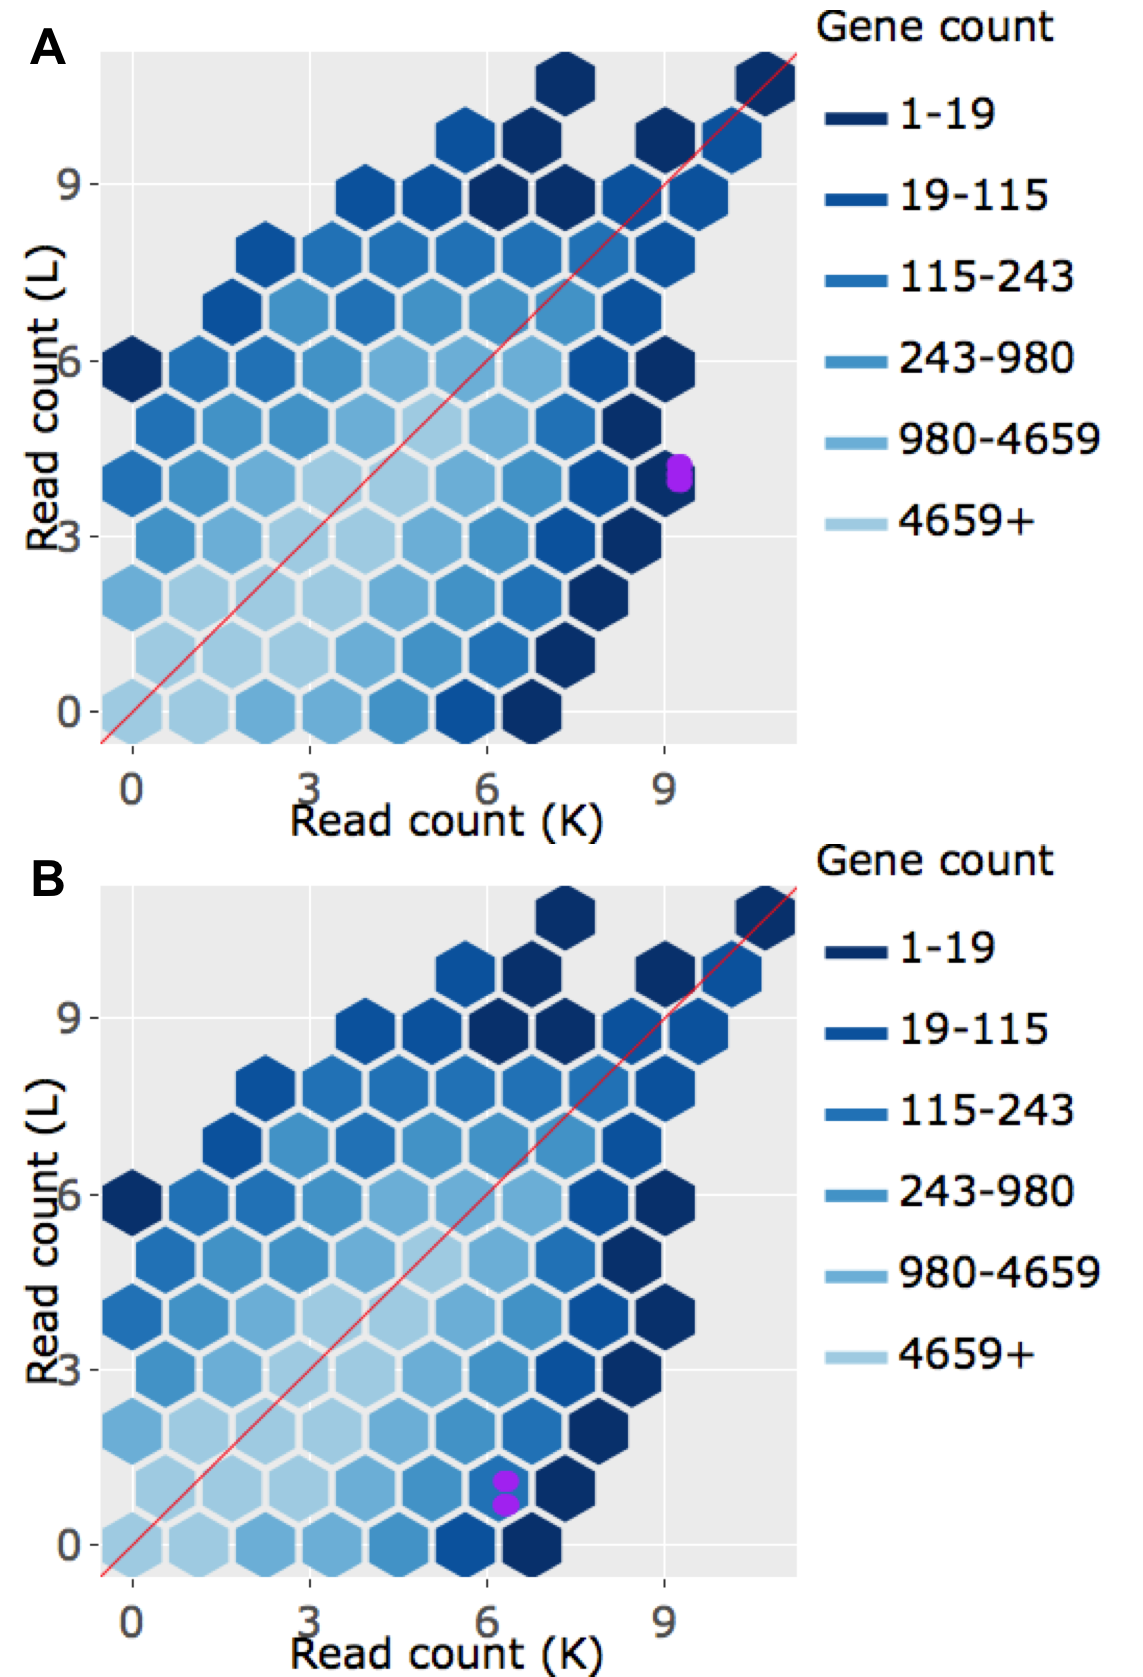 A
Gene count
1-19
19-115
115-243
243-980
980-4659
4659+
Read count (L)
9
6
3
0
0 3 6 9
Read count (K)
B
Gene count
1-19
19-115
115-243
243-980
980-4659
4659+
Read count (L)
9
6
3
0
0 3 6 9
Read count (K)